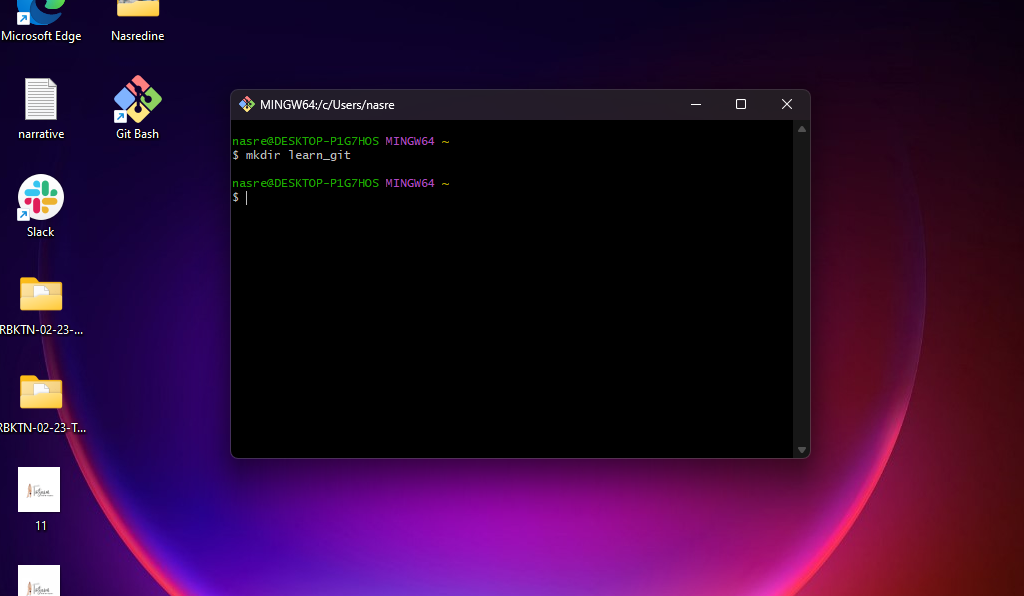 Microsoft Edge
Nasredine
narrative
Git Bash
Slack
RBKTN-02-23-...
RBKTN-02-23-T...
11
MINGW64:/c/Users/nasre
nasre@DESKTOP-P1G7HOS MINGW64 ~
$ mkdir learn_git
nasre@DESKTOP-P1G7HOS MINGW64 ~
$